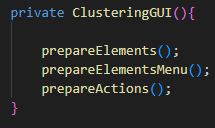 private ClusteringGUI(){
prepareElements();
prepareElementsMenu();
prepareActions();
}